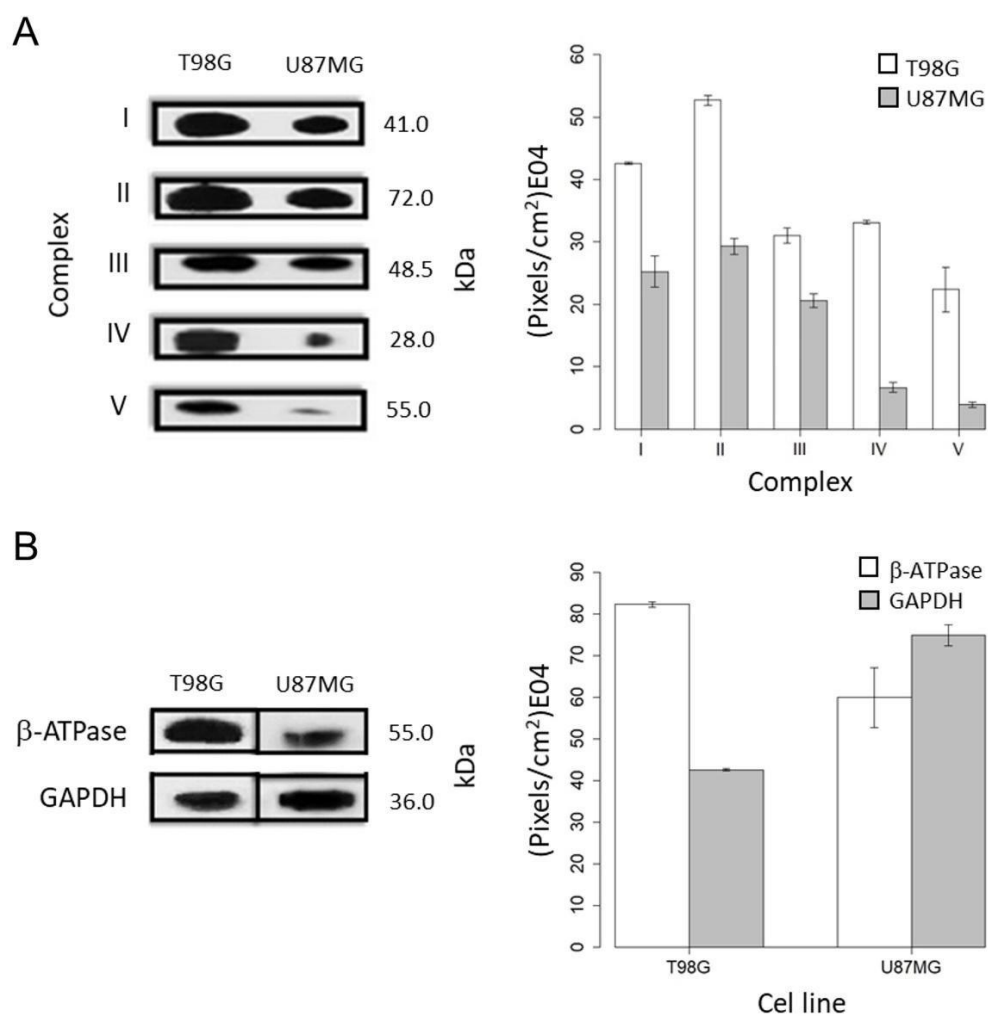 A
T98G U87MG
I 41.0
II 72.0
III 48.5
IV 28.0
V 55.0
Complex
kDa
60
50
40
30
20
10
0
(Pixels/cm²)E04
T98G
U87MG
I II III IV V
Complex
B
T98G U87MG
β-ATPase 55.0
GAPDH 36.0
kDa
90
80
70
60
50
40
30
20
10
0
(Pixels/cm²)E04
β-ATPase
GAPDH
T98G U87MG
Cel line